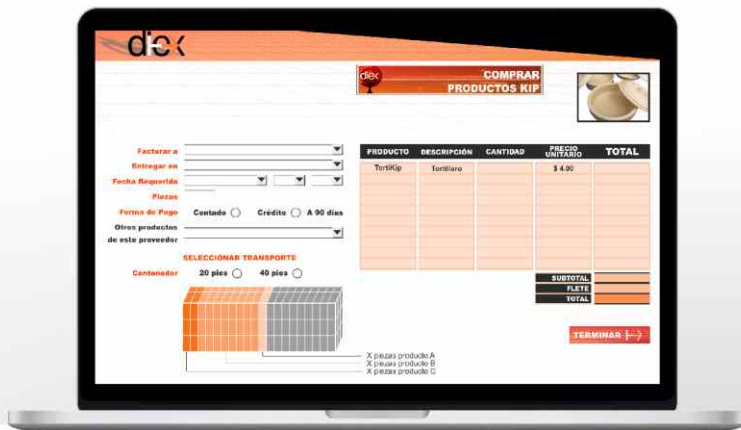 diex
diex
COMPRAR
PRODUCTOS KIP
Facturar a
Entregar en
Fecha Requerida
Piezas
Forma de Pago Contado Crédito A 90 días
Otros productos
de este proveedor
SELECCIONAR TRANSPORTE
Contenedor 20 pies 40 pies
PRODUCTO DESCRIPCIÓN CANTIDAD PRECIO UNITARIO TOTAL
TortiKip Tortillero $ 4.00
SUBTOTAL
FLETE
TOTAL
TERMINAR
X piezas producto A
X piezas producto B
X piezas producto C